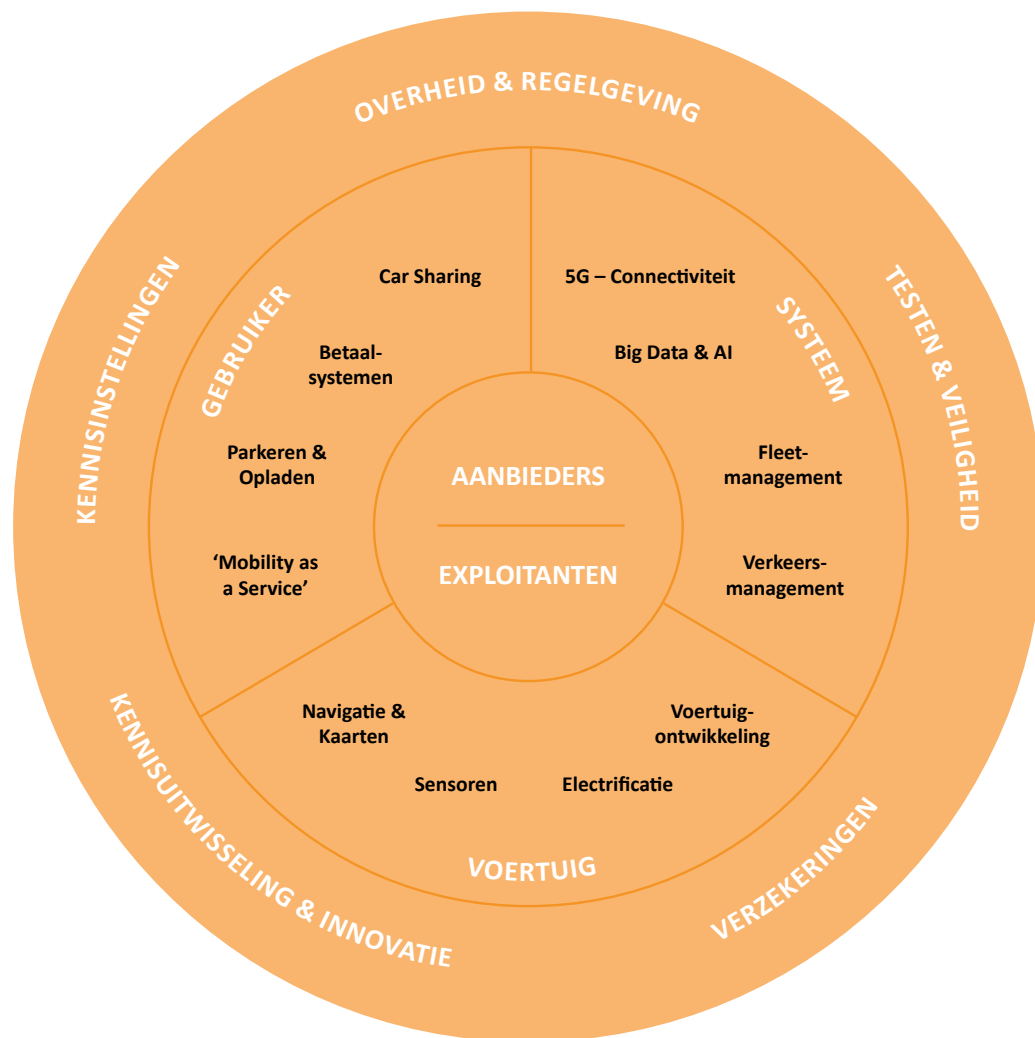 OVERHEID & REGELGEVING
KENNISINSTELLINGEN
TESTEN & VEILIGHEID
GEBRUIKER
Car Sharing
Betaal-
systemen
Parkeren &
Opladen
‘Mobility as
a Service’
SYSTEEM
5G – Connectiviteit
Big Data & AI
Fleet-
management
Verkeers-
management
AANBIEDERS
EXPLOITANTEN
Navigatie &
Kaarten
Sensoren
Electrificatie
Voertuig-
ontwikkeling
VOERTUIG
KENNISUITWISSELING & INNOVATIE
VERZEKERINGEN